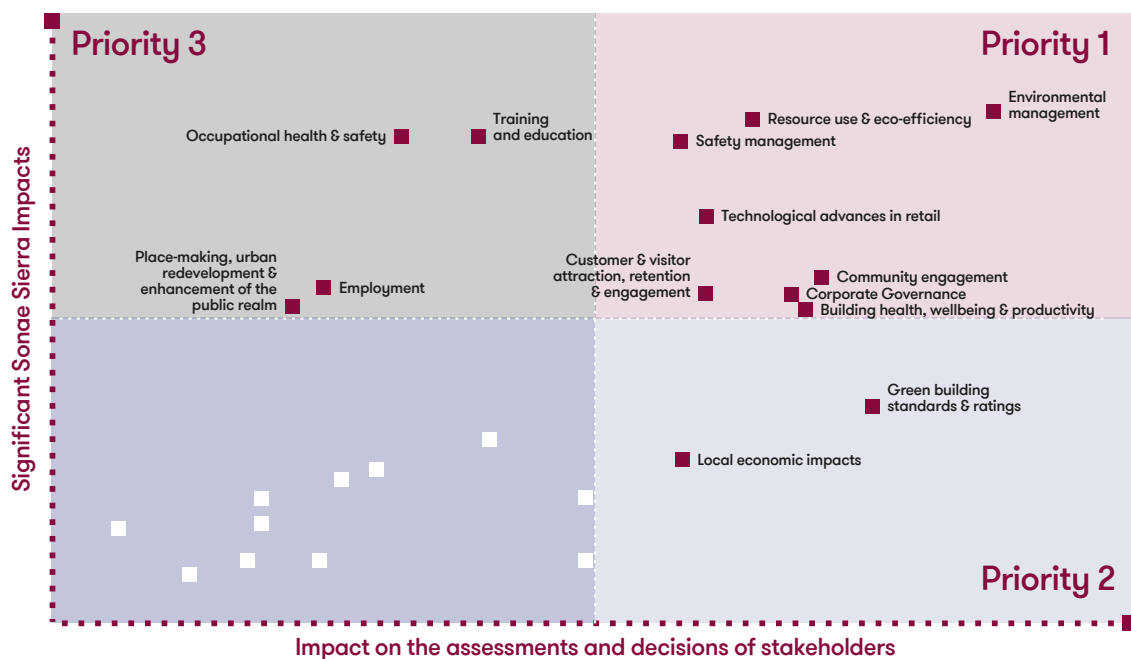 Priority 3
Priority 1
Environmental
management
Resource use & eco-efficiency
Training
and education
Occupational health & safety
Safety management
Technological advances in retail
Place-making, urban
redevelopment &
enhancement of the
public realm
Employment
Customer & visitor
attraction, retention
& engagement
Community engagement
Corporate Governance
Building health, wellbeing & productivity
Green building
standards & ratings
Local economic impacts
Priority 2
Significant Sonae Sierra Impacts
Impact on the assessments and decisions of stakeholders